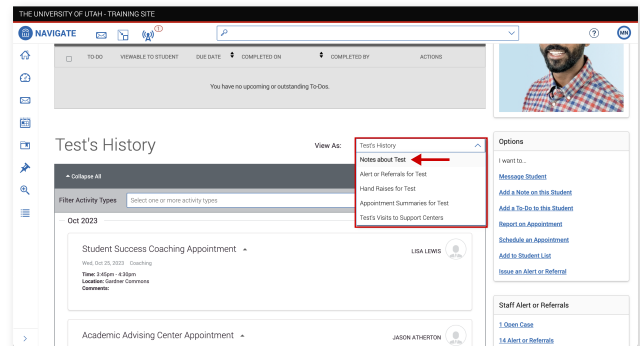 THE UNIVERSITY OF UTAH - TRAINING SITE
NAVIGATE
1
?
MN
TO-DO VIEWABLE TO STUDENT DUE DATE COMPLETED ON COMPLETED BY ACTIONS
You have no upcoming or outstanding To-Dos.
Test's History
View As:
Test's History
Notes about Test
Alert or Referrals for Test
Hand Raises for Test
Appointment Summaries for Test
Test's Visits to Support Centers
Collapse All
Filter Activity Types
Select one or more activity types
Oct 2023
Student Success Coaching Appointment
LISA LEWIS
Wed, Oct 25, 2023 Coaching
Time: 3:45pm - 4:30pm
Location: Gardner Commons
Comments:
Academic Advising Center Appointment
JASON ATHERTON
Options
I want to...
Message Student
Add a Note on this Student
Add a To-Do to this Student
Report on Appointment
Schedule an Appointment
Add to Student List
Issue an Alert or Referral
Staff Alert or Referrals
1 Open Case
14 Alert or Referrals